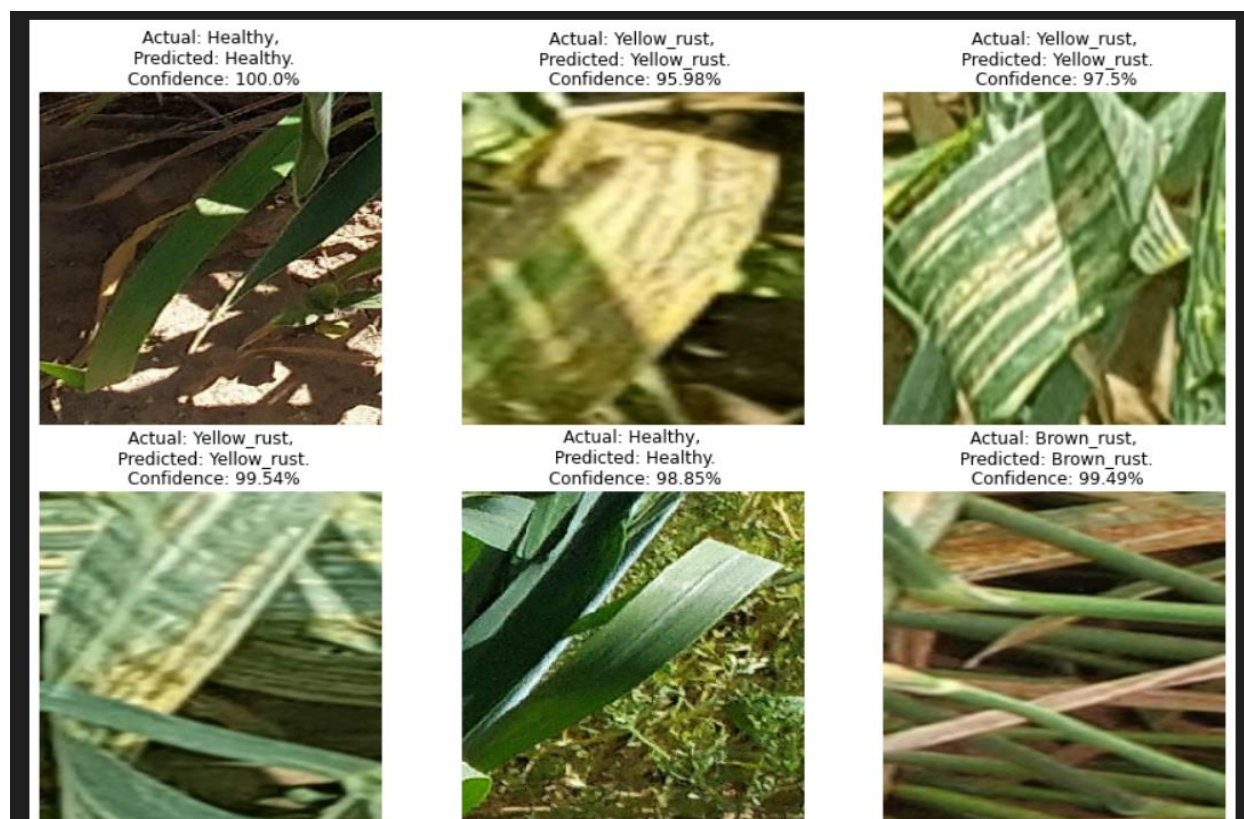 Actual: Healthy,
Predicted: Healthy.
Confidence: 100.0%
Actual: Yellow_rust,
Predicted: Yellow_rust.
Confidence: 95.98%
Actual: Yellow_rust,
Predicted: Yellow_rust.
Confidence: 97.5%
Actual: Yellow_rust,
Predicted: Yellow_rust.
Confidence: 99.54%
Actual: Healthy,
Predicted: Healthy.
Confidence: 98.85%
Actual: Brown_rust,
Predicted: Brown_rust.
Confidence: 99.49%